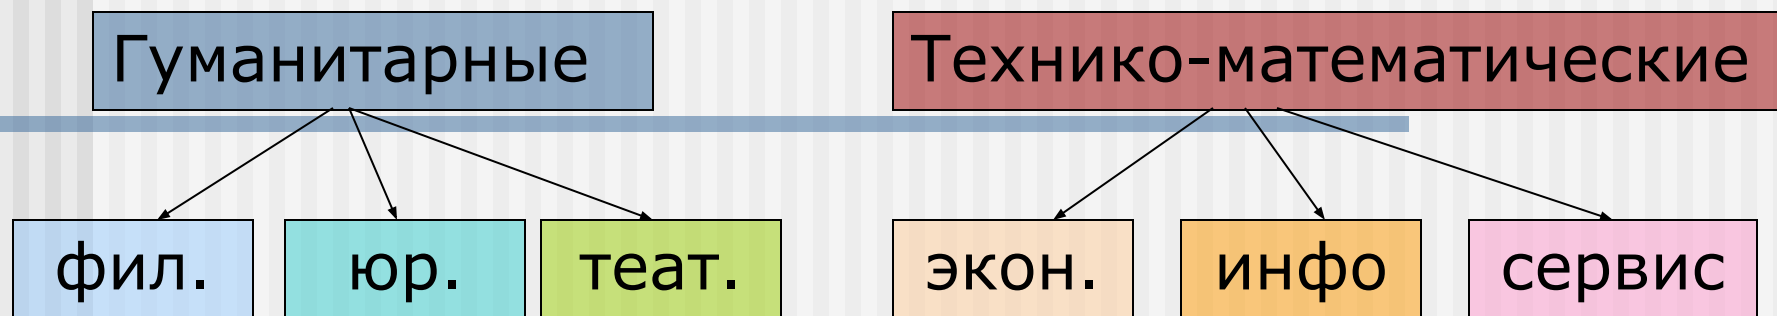 Гуманитарные
Технико-математические
фил.
юр.
теат.
экон.
инфо
сервис